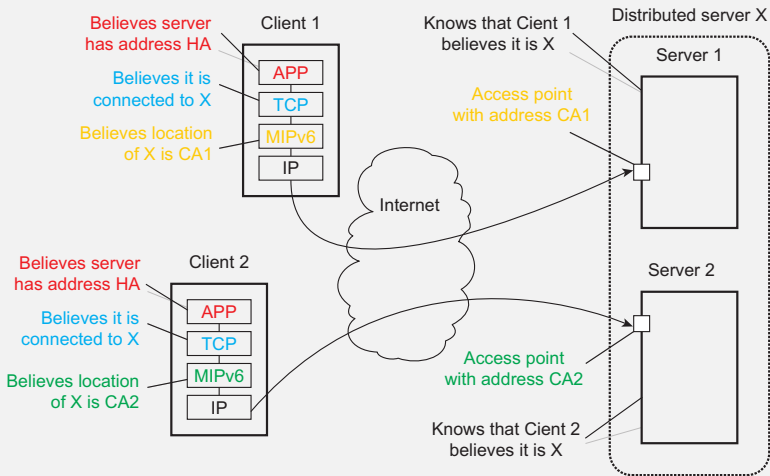 Believes server
has address HA
Client 1
APP
Believes it is
connected to X
TCP
Believes location
of X is CA1
MIPv6
IP
Knows that Cient 1
believes it is X
Distributed server X
Server 1
Access point
with address CA1
Internet
Believes server
has address HA
Client 2
APP
Believes it is
connected to X
TCP
Believes location
of X is CA2
MIPv6
IP
Server 2
Access point
with address CA2
Knows that Cient 2
believes it is X